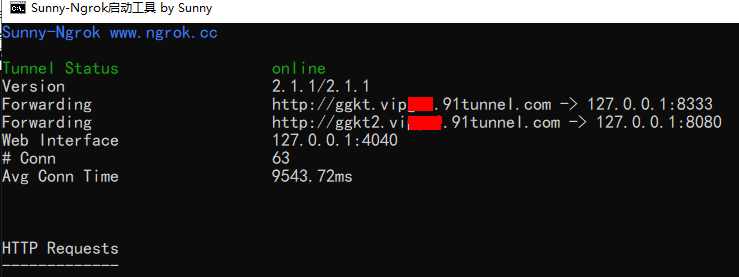 Sunny-Ngrok启动工具 by Sunny
Sunny-Ngrok www.ngrok.cc
Tunnel Status online
Version 2.1.1/2.1.1
Forwarding http://ggkt.vip .91tunnel.com -> 127.0.0.1:8333
Forwarding http://ggkt2.vi .91tunnel.com -> 127.0.0.1:8080
Web Interface 127.0.0.1:4040
# Conn 63
Avg Conn Time 9543.72ms
HTTP Requests
-------------